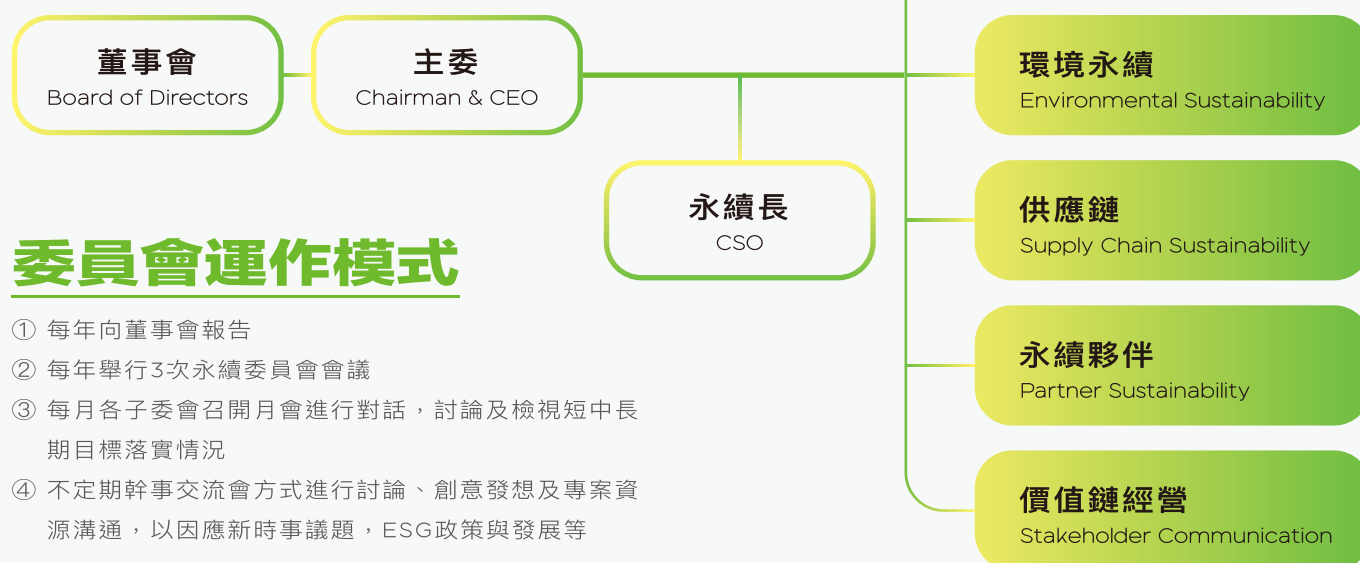 董事會
Board of Directors
主委
Chairman & CEO
永續長
CSO
環境永續
Environmental Sustainability
供應鏈
Supply Chain Sustainability
永續夥伴
Partner Sustainability
價值鏈經營
Stakeholder Communication
委員會運作模式
① 每年向董事會報告
② 每年舉行3次永續委員會會議
③ 每月各子委會召開月會進行對話，討論及檢視短中長
期目標落實情況
④ 不定期幹事交流會方式進行討論、創意發想及專案資
源溝通，以因應新時事議題，ESG政策與發展等